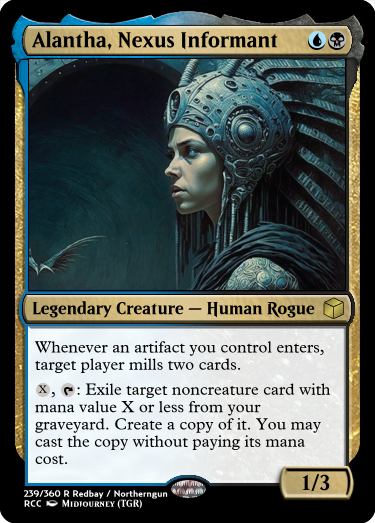 Alantha, Nexus Informant
Legendary Creature — Human Rogue
Whenever an artifact you control enters,
target player mills two cards.
X, : Exile target noncreature card with
mana value X or less from your
graveyard. Create a copy of it. You may
cast the copy without paying its mana
cost.
1/3
239/360 R Redbay / Northerngun
RCC Midjourney (TGR)